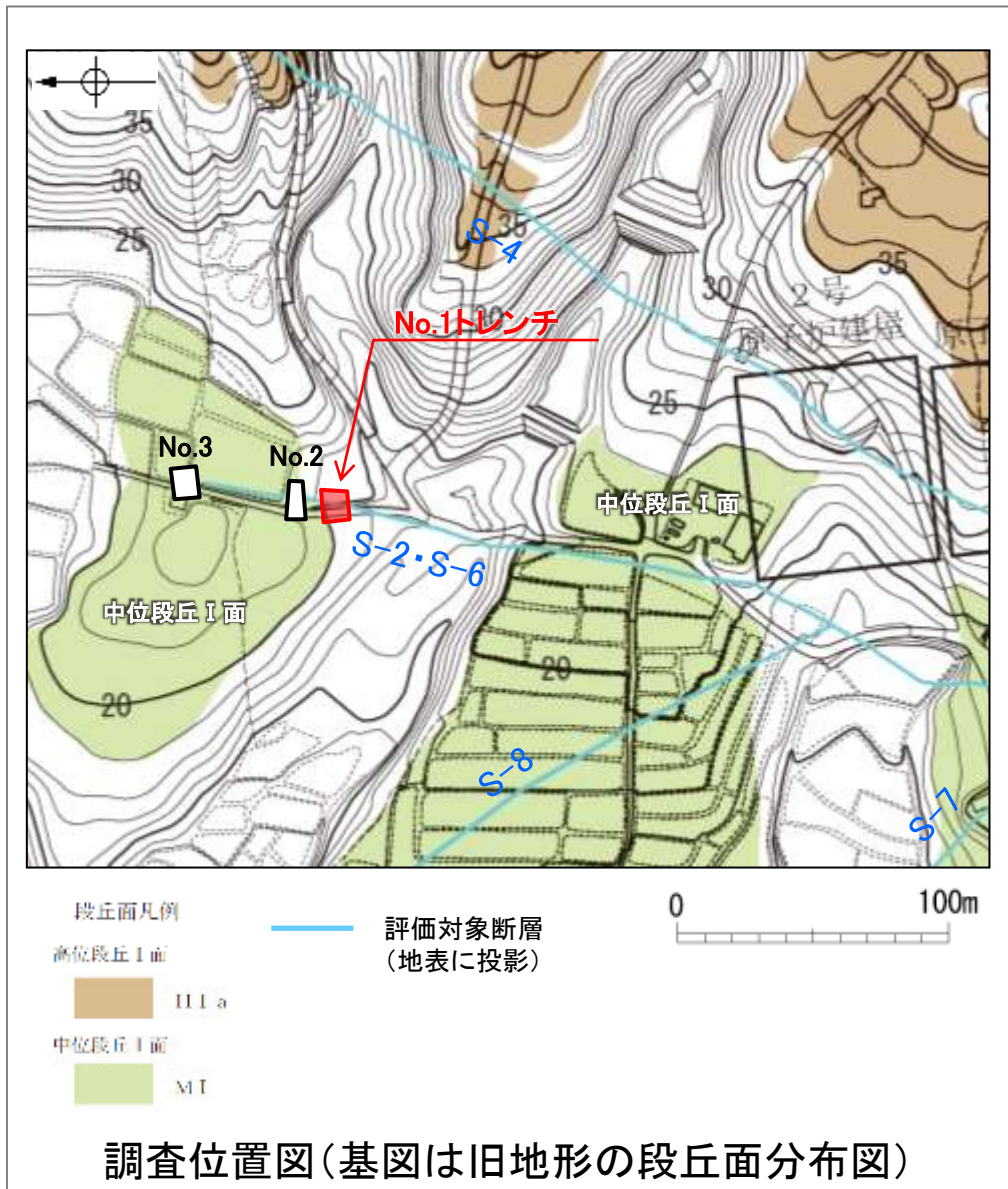 35
30
25
S-4
35
30
No.1トレンチ
30
2号
原子炉建屋
35
25
No.3
No.2
中位段丘Ⅰ面
S-2・S-6
中位段丘Ⅰ面
20
20
S-8
S-7
段丘面凡例
高位段丘Ⅰ面
HⅠa
中位段丘Ⅰ面
MⅠ
評価対象断層
(地表に投影)
0 100m
調査位置図(基図は旧地形の段丘面分布図)